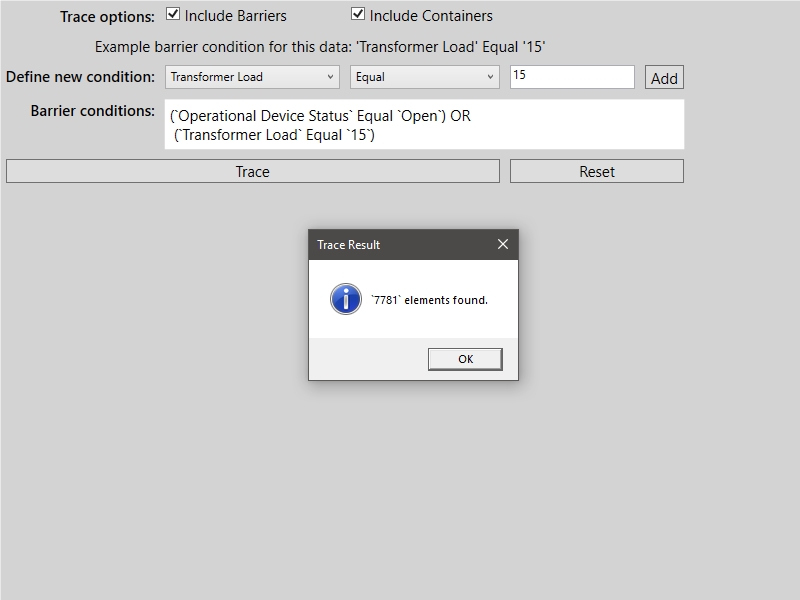 Trace options: Include Barriers Include Containers
Example barrier condition for this data: 'Transformer Load' Equal '15'
Define new condition: Transformer Load Equal 15 Add
Barrier conditions: (`Operational Device Status` Equal `Open`) OR
(`Transformer Load` Equal `15`)
Trace Reset
Trace Result
`7781` elements found.
OK